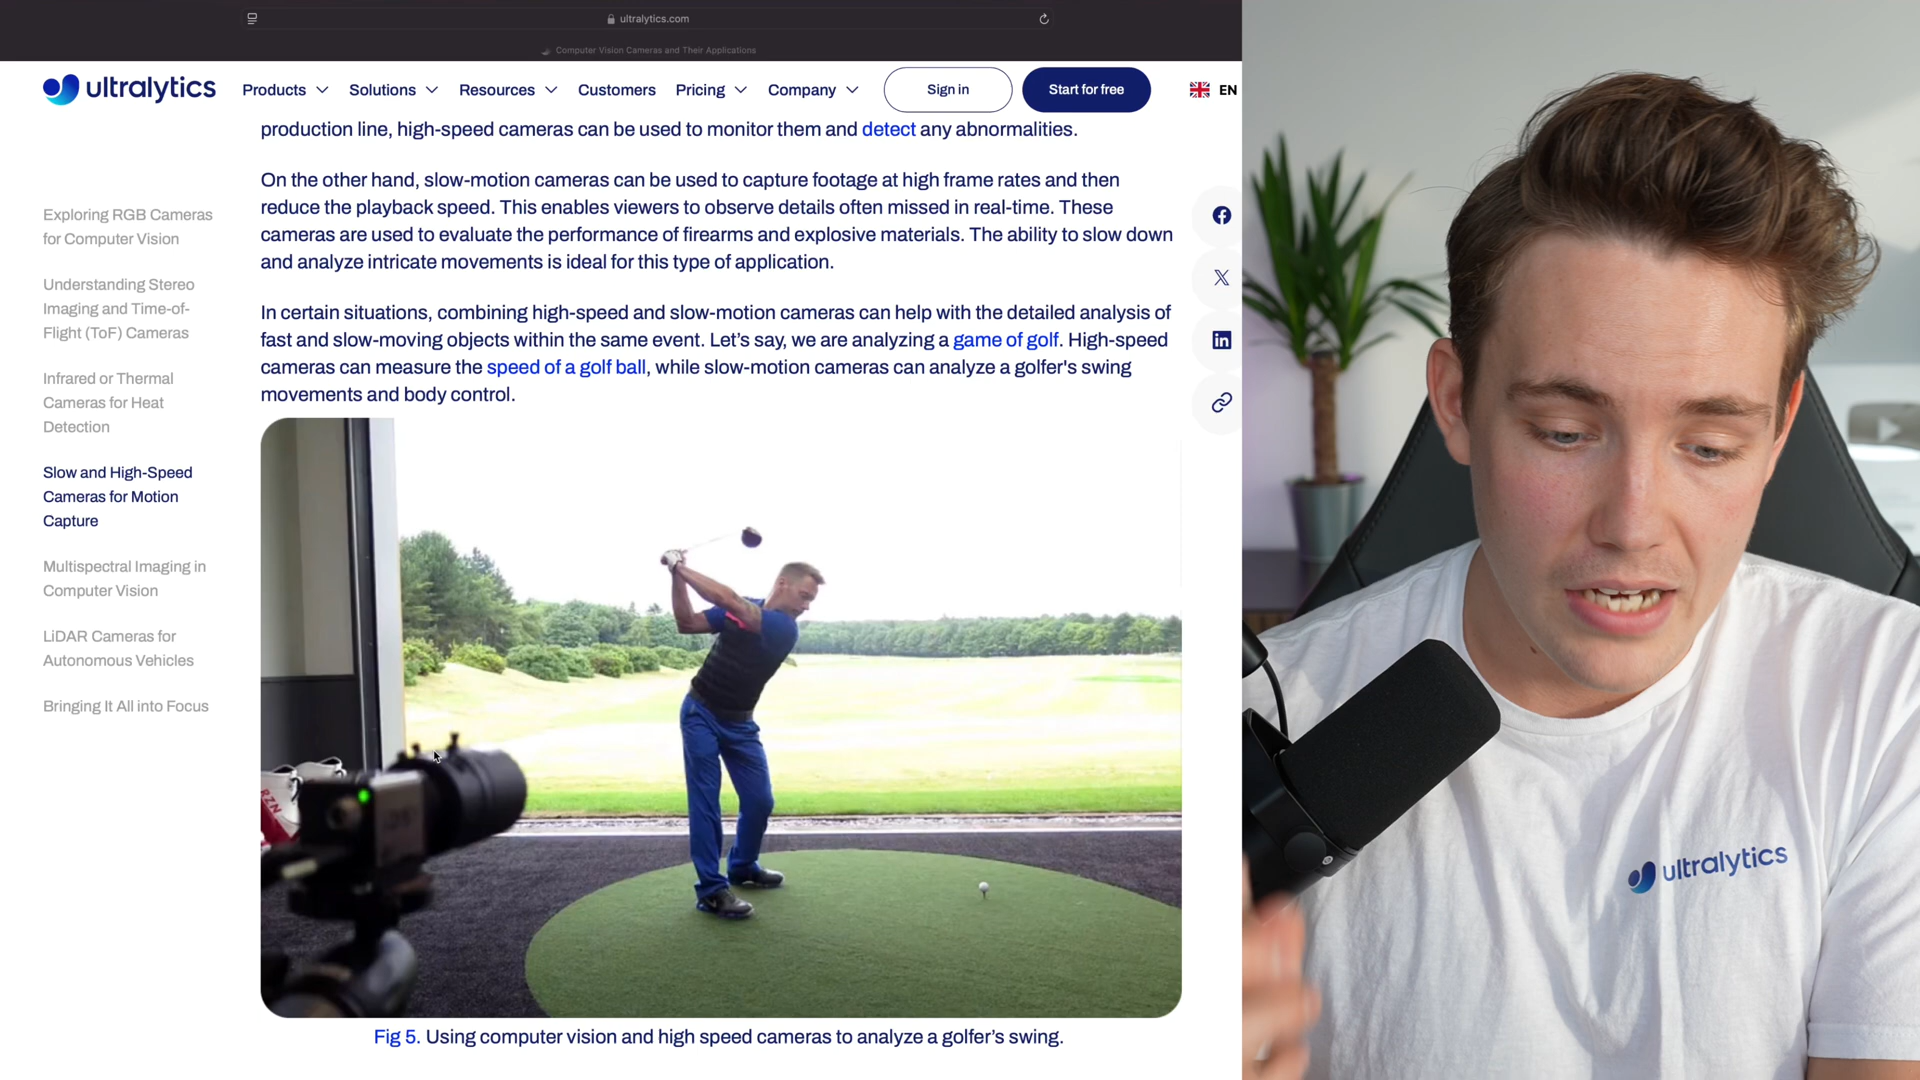 ultralytics.com
Computer Vision Cameras and Their Applications
ultralytics
Products
Solutions
Resources
Customers
Pricing
Company
Sign in
Start for free
EN
production line, high-speed cameras can be used to monitor them and detect any abnormalities.
On the other hand, slow-motion cameras can be used to capture footage at high frame rates and then
reduce the playback speed. This enables viewers to observe details often missed in real-time. These
cameras are used to evaluate the performance of firearms and explosive materials. The ability to slow down
and analyze intricate movements is ideal for this type of application.
In certain situations, combining high-speed and slow-motion cameras can help with the detailed analysis of
fast and slow-moving objects within the same event. Let’s say, we are analyzing a game of golf. High-speed
cameras can measure the speed of a golf ball, while slow-motion cameras can analyze a golfer's swing
movements and body control.
Exploring RGB Cameras
for Computer Vision
Understanding Stereo
Imaging and Time-of-
Flight (ToF) Cameras
Infrared or Thermal
Cameras for Heat
Detection
Slow and High-Speed
Cameras for Motion
Capture
Multispectral Imaging in
Computer Vision
LiDAR Cameras for
Autonomous Vehicles
Bringing It All into Focus
RZN
Fig 5. Using computer vision and high speed cameras to analyze a golfer’s swing.
ultralytics